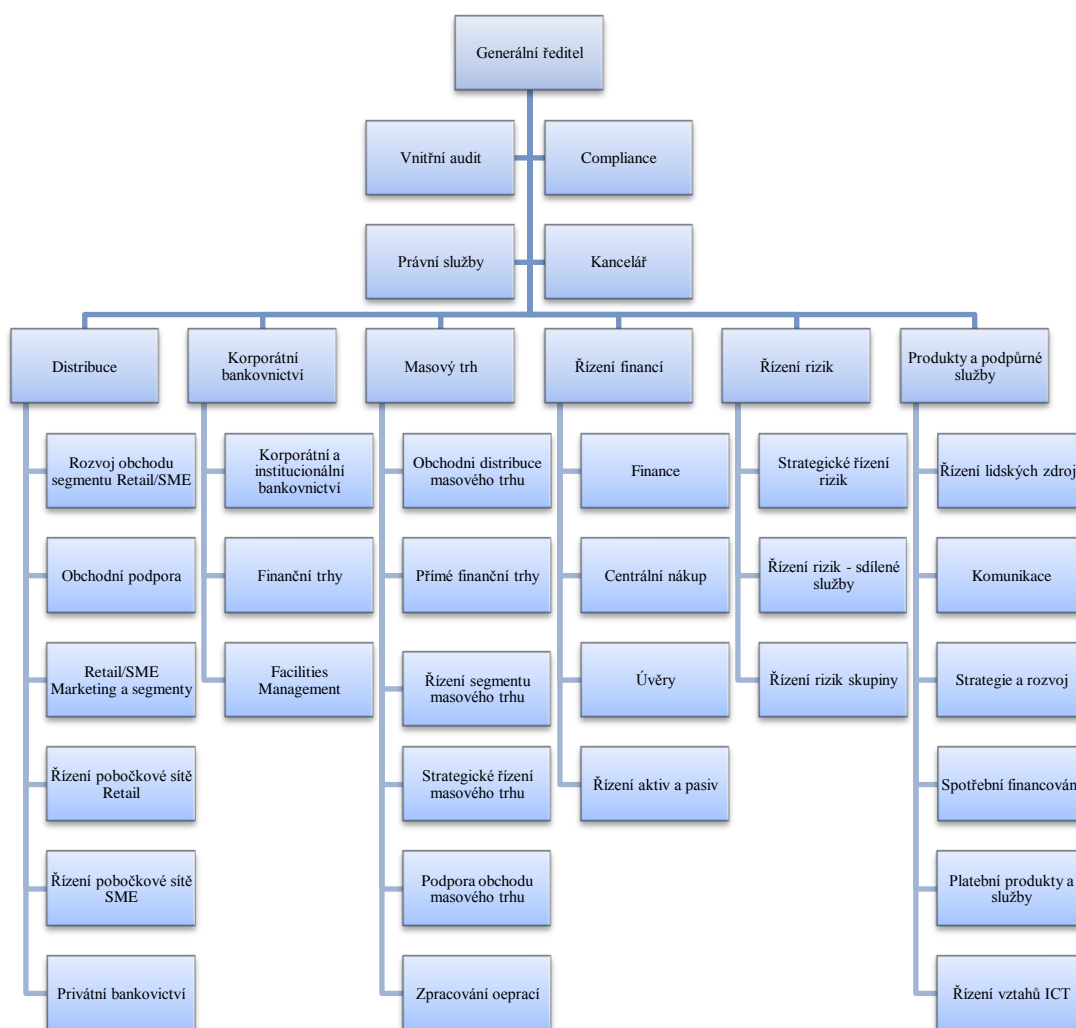 Generální ředitel
Vnitřní audit
Compliance
Právní služby
Kancelář
Distribuce
Korporátní
bankovnictví
Masový trh
Řízení financí
Řízení rizik
Produkty a podpůrné
služby
Rozvoj obchodu
segmentu Retail/SME
Obchodní podpora
Retail/SME
Marketing a segmenty
Řízení pobočkové sítě
Retail
Řízení pobočkové sítě
SME
Privátní bankovictví
Korporátní a
institucionální
bankovnictví
Finanční trhy
Facilities
Management
Obchodni distribuce
masového trhu
Přímé finanční trhy
Řízení segmentu
masového trhu
Strategické řízení
masového trhu
Podpora obchodu
masového trhu
Zpracování oeprací
Finance
Centrální nákup
Úvěry
Řízení aktiv a pasiv
Strategické řízení
rizik
Řízení rizik - sdílené
služby
Řízení rizik skupiny
Řízení lidských zdroj
Komunikace
Strategie a rozvoj
Spotřební financován
Platební produkty a
služby
Řízení vztahů ICT